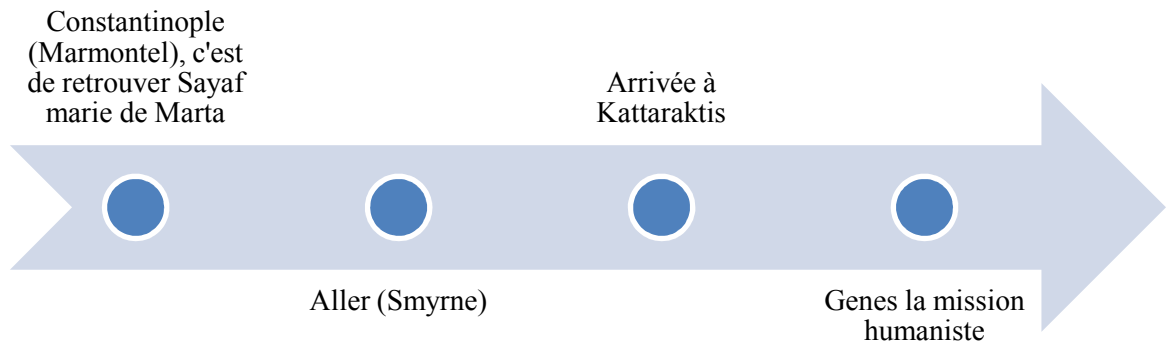 Constantinople
(Marmontel), c'est
de retrouver Sayaf
marie de Marta
Aller (Smyrne)
Arrivée à
Kattaraktis
Genes la mission
humaniste